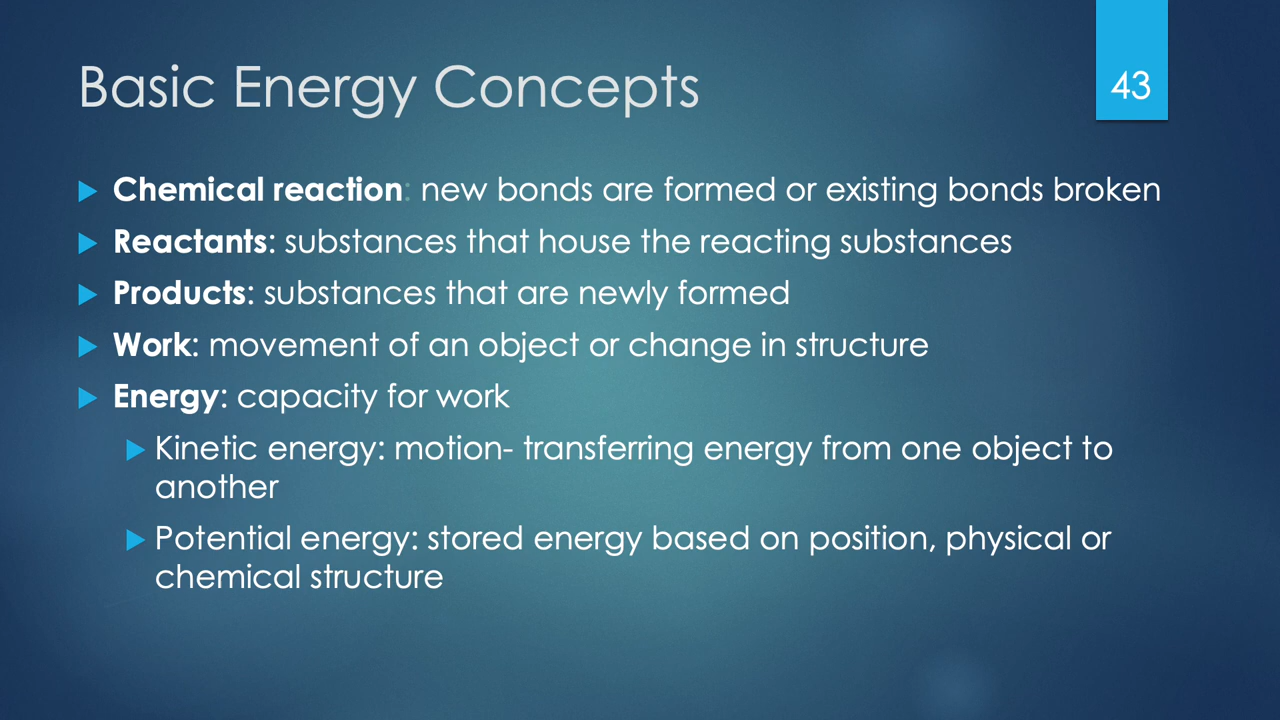 Basic Energy Concepts
43
Chemical reaction: new bonds are formed or existing bonds broken
Reactants: substances that house the reacting substances
Products: substances that are newly formed
Work: movement of an object or change in structure
Energy: capacity for work
Kinetic energy: motion- transferring energy from one object to
another
Potential energy: stored energy based on position, physical or
chemical structure